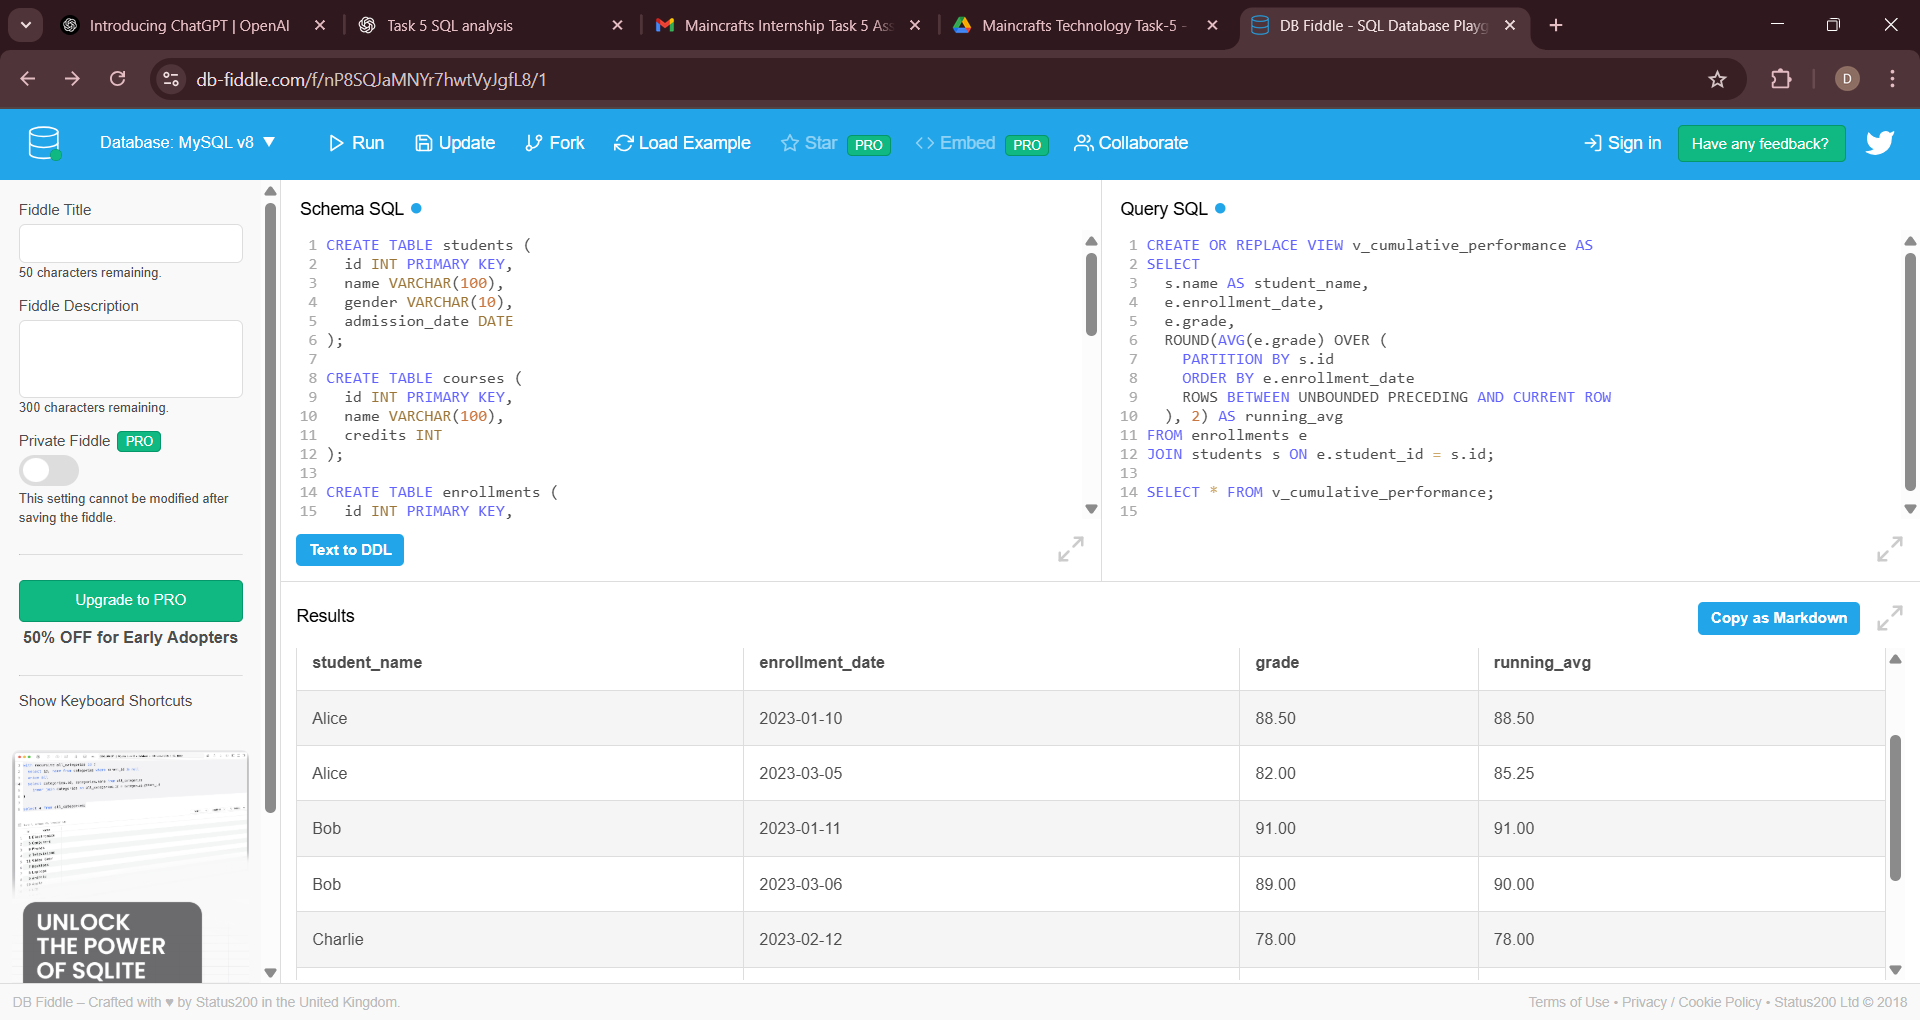 Introducing ChatGPT | OpenAI
Task 5 SQL analysis
Maincrafts Internship Task 5 Ass
Maincrafts Technology Task-5 -
DB Fiddle - SQL Database Playg
db-fiddle.com/f/nP8SQJaMNYr7hwtVyJgfL8/1
D
Database: MySQL v8 ▼
Run
Update
Fork
Load Example
Star PRO
Embed PRO
Collaborate
Sign in
Have any feedback?
Fiddle Title
50 characters remaining.
Fiddle Description
300 characters remaining.
Private Fiddle PRO
This setting cannot be modified after
saving the fiddle.
Upgrade to PRO
50% OFF for Early Adopters
Show Keyboard Shortcuts
UNLOCK
THE POWER
OF SQLITE
Schema SQL
1 CREATE TABLE students (
2 id INT PRIMARY KEY,
3 name VARCHAR(100),
4 gender VARCHAR(10),
5 admission_date DATE
6 );
7
8 CREATE TABLE courses (
9 id INT PRIMARY KEY,
10 name VARCHAR(100),
11 credits INT
12 );
13
14 CREATE TABLE enrollments (
15 id INT PRIMARY KEY,
Text to DDL
Query SQL
1 CREATE OR REPLACE VIEW v_cumulative_performance AS
2 SELECT
3 s.name AS student_name,
4 e.enrollment_date,
5 e.grade,
6 ROUND(AVG(e.grade) OVER (
7 PARTITION BY s.id
8 ORDER BY e.enrollment_date
9 ROWS BETWEEN UNBOUNDED PRECEDING AND CURRENT ROW
10 ), 2) AS running_avg
11 FROM enrollments e
12 JOIN students s ON e.student_id = s.id;
13
14 SELECT * FROM v_cumulative_performance;
15
Results
Copy as Markdown
student_name enrollment_date grade running_avg
Alice 2023-01-10 88.50 88.50
Alice 2023-03-05 82.00 85.25
Bob 2023-01-11 91.00 91.00
Bob 2023-03-06 89.00 90.00
Charlie 2023-02-12 78.00 78.00
DB Fiddle – Crafted with ♥ by Status200 in the United Kingdom.
Terms of Use • Privacy / Cookie Policy • Status200 Ltd © 2018